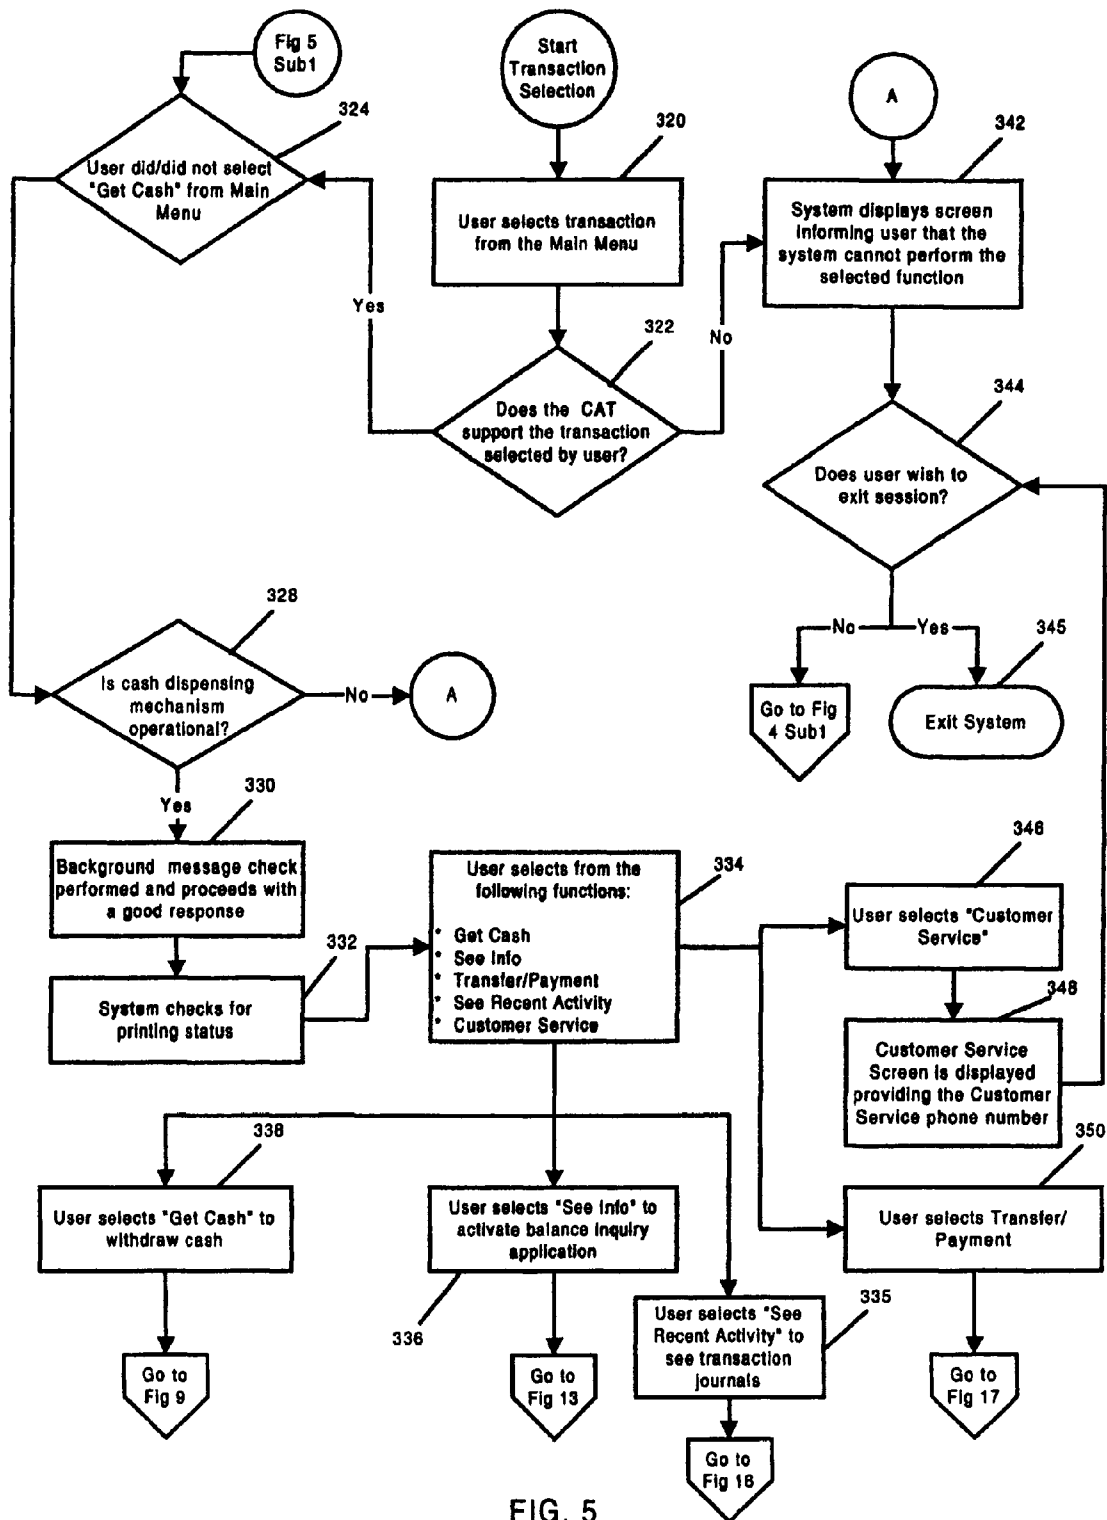 Fig 5
Sub1
324
User did/did not select
"Get Cash" from Main
Menu
Start
Transaction
Selection
320
User selects transaction
from the Main Menu
A
342
System displays screen
informing user that the
system cannot perform the
selected function
Yes
No
322
Does the CAT
support the transaction
selected by user?
344
Does user wish to
exit session?
No
Yes
345
Go to Fig
4 Sub1
Exit System
328
Is cash dispensing
mechanism
operational?
No
A
Yes
330
Background message check
performed and proceeds with
a good response
332
System checks for
printing status
334
User selects from the
following functions:
* Get Cash
* See Info
* Transfer/Payment
* See Recent Activity
* Customer Service
346
User selects "Customer
Service"
348
Customer Service
Screen is displayed
providing the Customer
Service phone number
350
User selects Transfer/
Payment
338
User selects "Get Cash" to
withdraw cash
User selects "See Info" to
activate balance inquiry
application
336
335
User selects "See
Recent Activity" to
see transaction
journals
Go to
Fig 9
Go to
Fig 13
Go to
Fig 17
Go to
Fig 16
FIG. 5